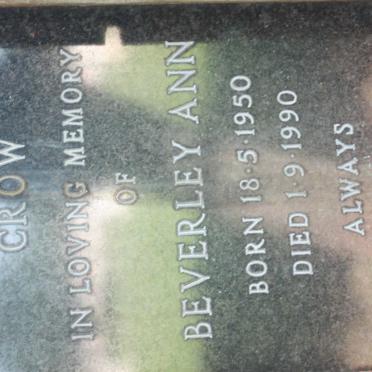 CROW
IN LOVING MEMORY
OF
BEVERLEY ANN
BORN 18·5·1950
DIED 1·9·1990
ALWAYS